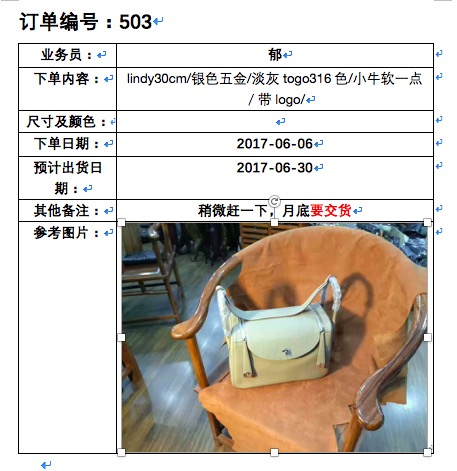 订单编号：503
业务员：
郁
下单内容：
lindy30cm/银色五金/淡灰 togo316 色/小牛软一点
/ 带 logo/
尺寸及颜色：
下单日期：
2017-06-06
预计出货日
期：
2017-06-30
其他备注：
稍微赶一下，月底要交货
参考图片：